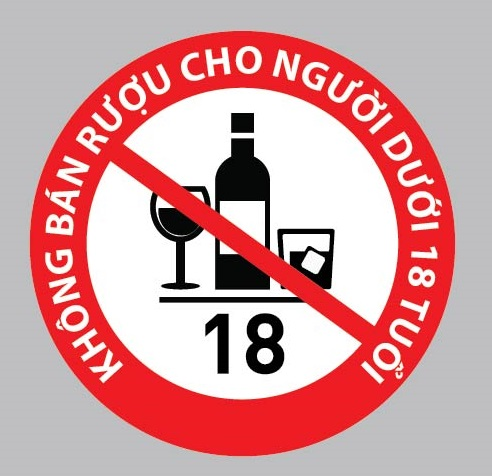 KHÔNG BÁN RƯỢU CHO NGƯỜI DƯỚI 18 TUỔI
18